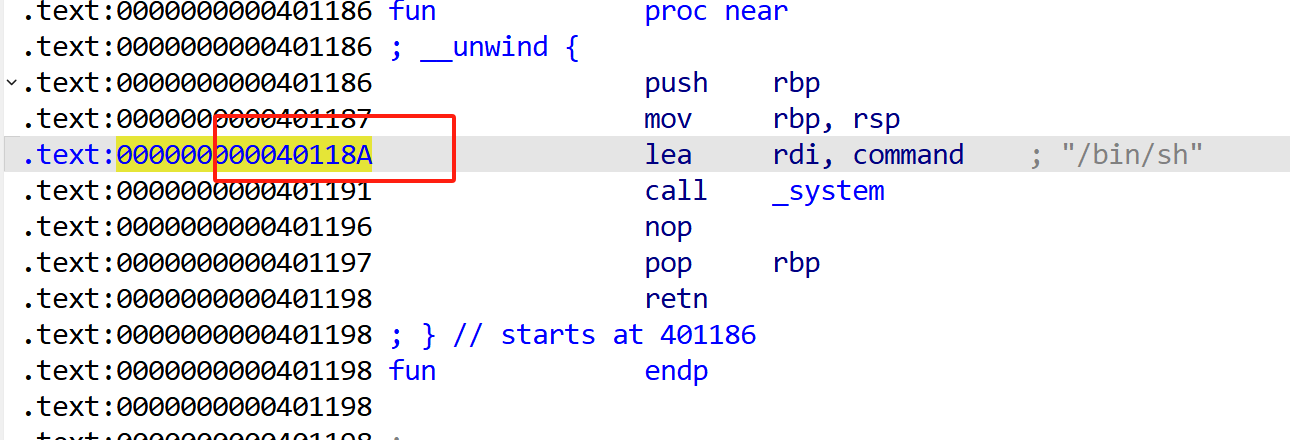 .text:0000000000401186 fun proc near
.text:0000000000401186 ; __unwind {
.text:0000000000401186 push rbp
.text:0000000000401187 mov rbp, rsp
.text:000000000040118A lea rdi, command ; "/bin/sh"
.text:0000000000401191 call _system
.text:0000000000401196 nop
.text:0000000000401197 pop rbp
.text:0000000000401198 retn
.text:0000000000401198 ; } // starts at 401186
.text:0000000000401198 fun endp
.text:0000000000401198
.text:0000000000401198 ;